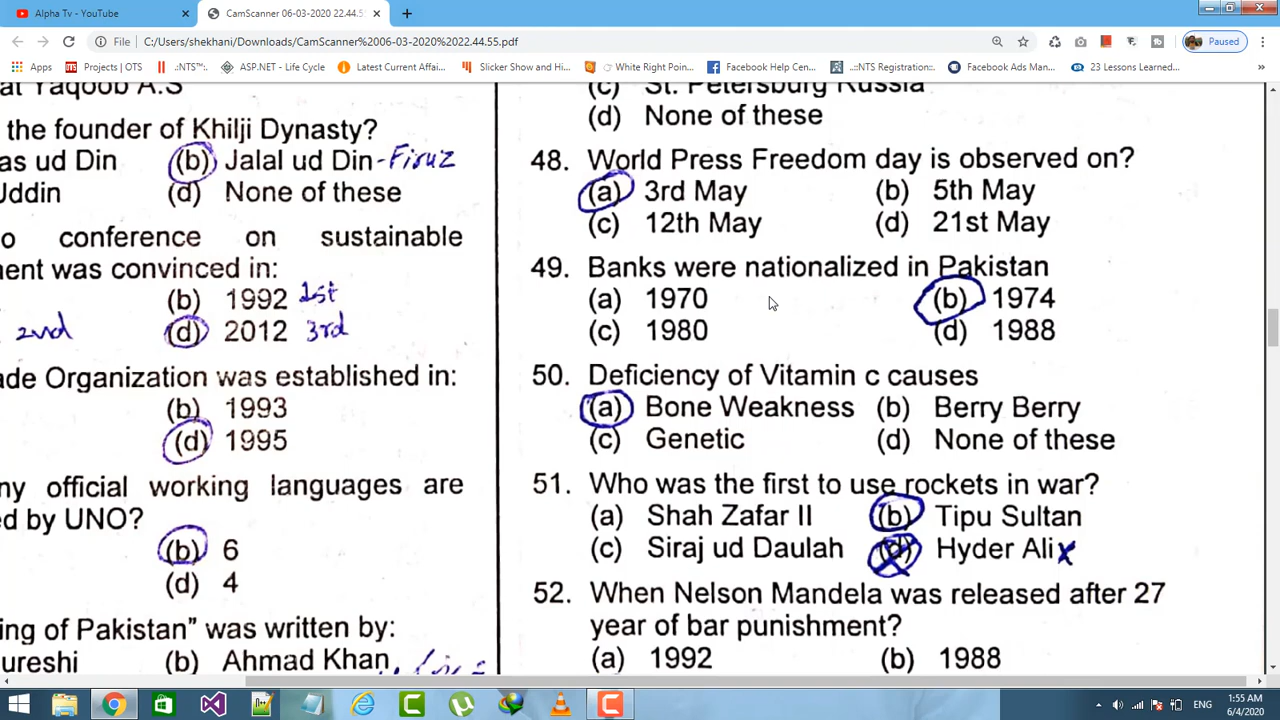 Alpha Tv - YouTube
CamScanner 06-03-2020 22.44.5
File C:/Users/shekhani/Downloads/CamScanner%2006-03-2020%2022.44.55.pdf
Paused
Apps Projects | OTS ::NTS™:. ASP.NET - Life Cycle Latest Current Affai... Slider Show and Hi... White Right Poin... Facebook Help Cen... .::NTS Registration:. Facebook Ads Man... 23 Lessons Learned... »
at Yaqoob A.S
the founder of Khilji Dynasty?
as ud Din (b) Jalal ud Din - Firuz
Uddin (d) None of these
o conference on sustainable
ment was convinced in:
(b) 1992 1st
2nd (d) 2012 3rd
ade Organization was established in:
(b) 1993
(d) 1995
ny official working languages are
ed by UNO?
(b) 6
(d) 4
ing of Pakistan" was written by:
ureshi (b) Ahmad Khan
(c) St. Petersburg Russia
(d) None of these
48. World Press Freedom day is observed on?
(a) 3rd May (b) 5th May
(c) 12th May (d) 21st May
49. Banks were nationalized in Pakistan
(a) 1970 (b) 1974
(c) 1980 (d) 1988
50. Deficiency of Vitamin c causes
(a) Bone Weakness (b) Berry Berry
(c) Genetic (d) None of these
51. Who was the first to use rockets in war?
(a) Shah Zafar II (b) Tipu Sultan
(c) Siraj ud Daulah (d) Hyder Ali x
52. When Nelson Mandela was released after 27
year of bar punishment?
(a) 1992 (b) 1988
1:55 AM
6/4/2020